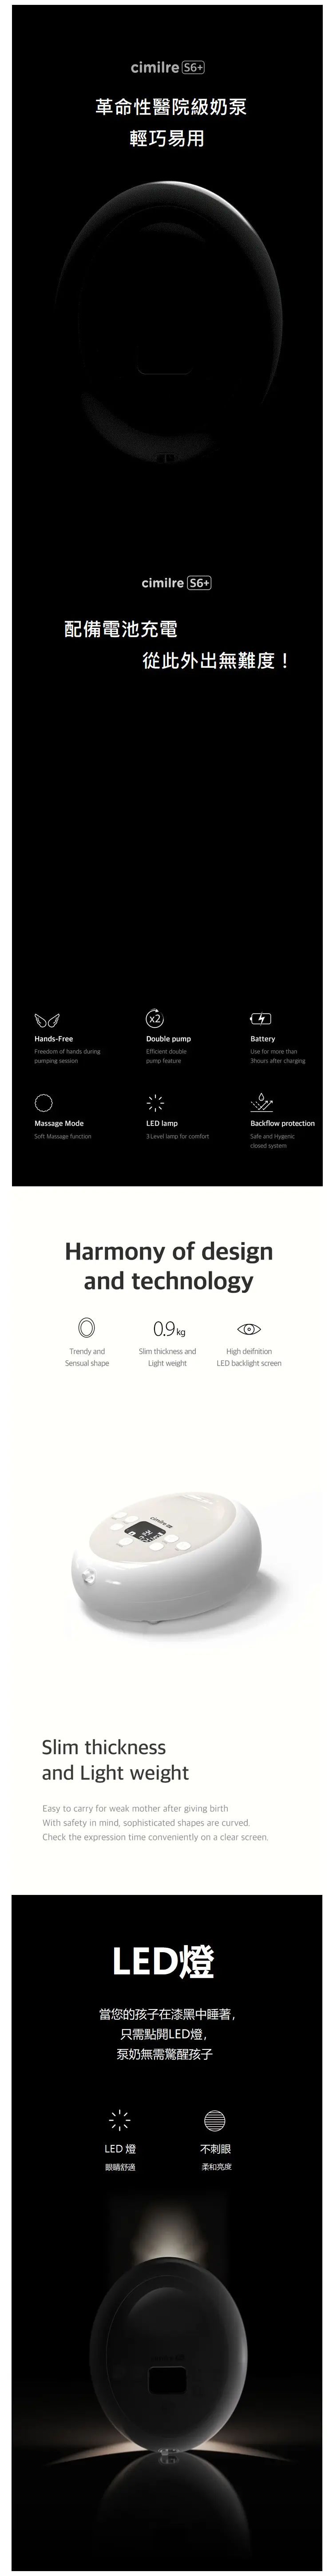 cimilre S6+
革命性醫院級奶泵
輕巧易用
cimilre S6+
配備電池充電
從此外出無難度！
x2
Hands-Free
Freedom of hands during
pumping session
Double pump
Efficient double
pump feature
Battery
Use for more than
3hours after charging
Massage Mode
Soft Massage function
LED lamp
3 Level lamp for comfort
Backflow protection
Safe and Hygenic
closed system
Harmony of design
and technology
Trendy and
Sensual shape
0.9kg
Slim thickness and
Light weight
High deifnition
LED backlight screen
cimilre
Slim thickness
and Light weight
Easy to carry for weak mother after giving birth
With safety in mind, sophisticated shapes are curved.
Check the expression time conveniently on a clear screen.
LED燈
當您的孩子在漆黑中睡著，
只需點開LED燈，
泵奶無需驚醒孩子
LED 燈
眼睛舒適
不刺眼
柔和亮度